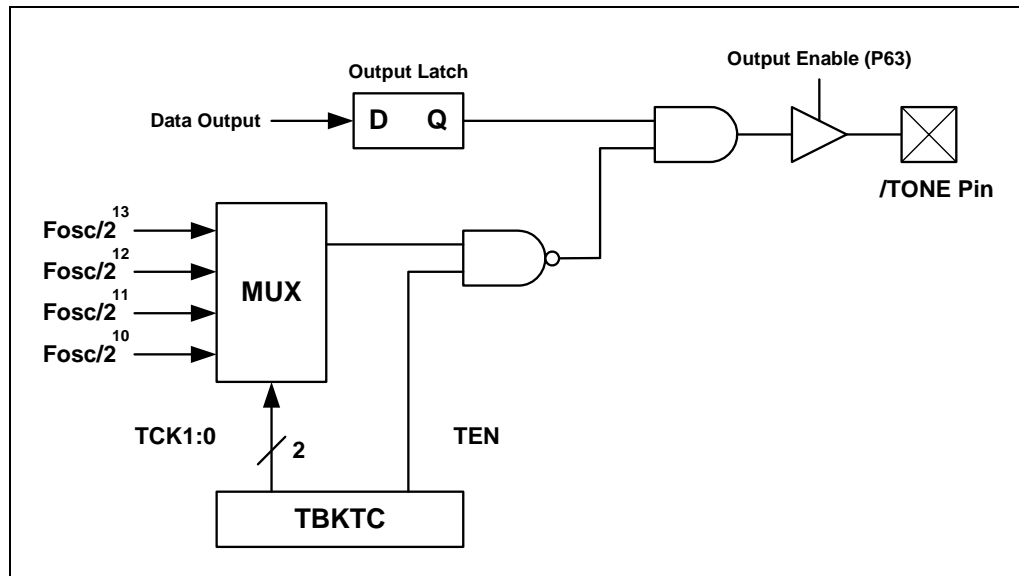 Output Enable (P63)
Output Latch
Data Output
D Q
/TONE Pin
Fosc/2^13
Fosc/2^12
Fosc/2^11
Fosc/2^10
MUX
TCK1:0
2
TEN
TBKTC